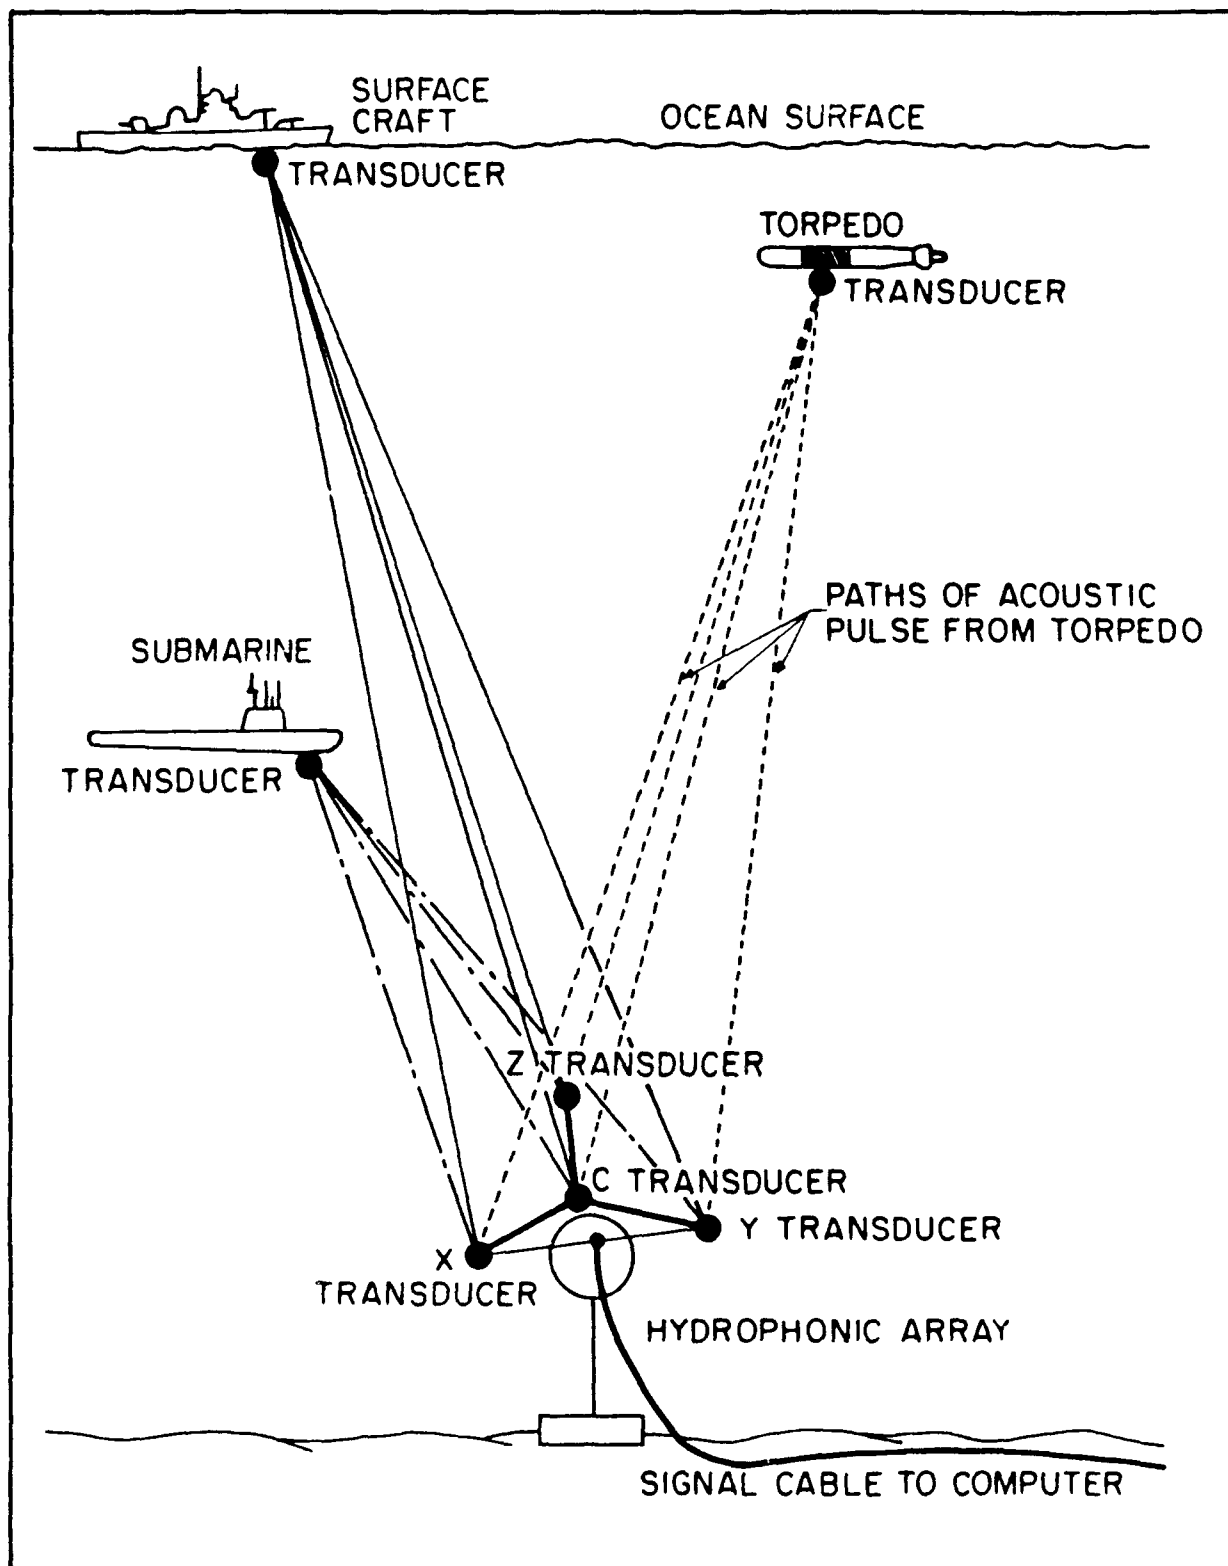 SURFACE
CRAFT
OCEAN SURFACE
TRANSDUCER
TORPEDO
TRANSDUCER
PATHS OF ACOUSTIC
PULSE FROM TORPEDO
SUBMARINE
TRANSDUCER
Z TRANSDUCER
C TRANSDUCER
Y TRANSDUCER
X
TRANSDUCER
HYDROPHONIC ARRAY
SIGNAL CABLE TO COMPUTER